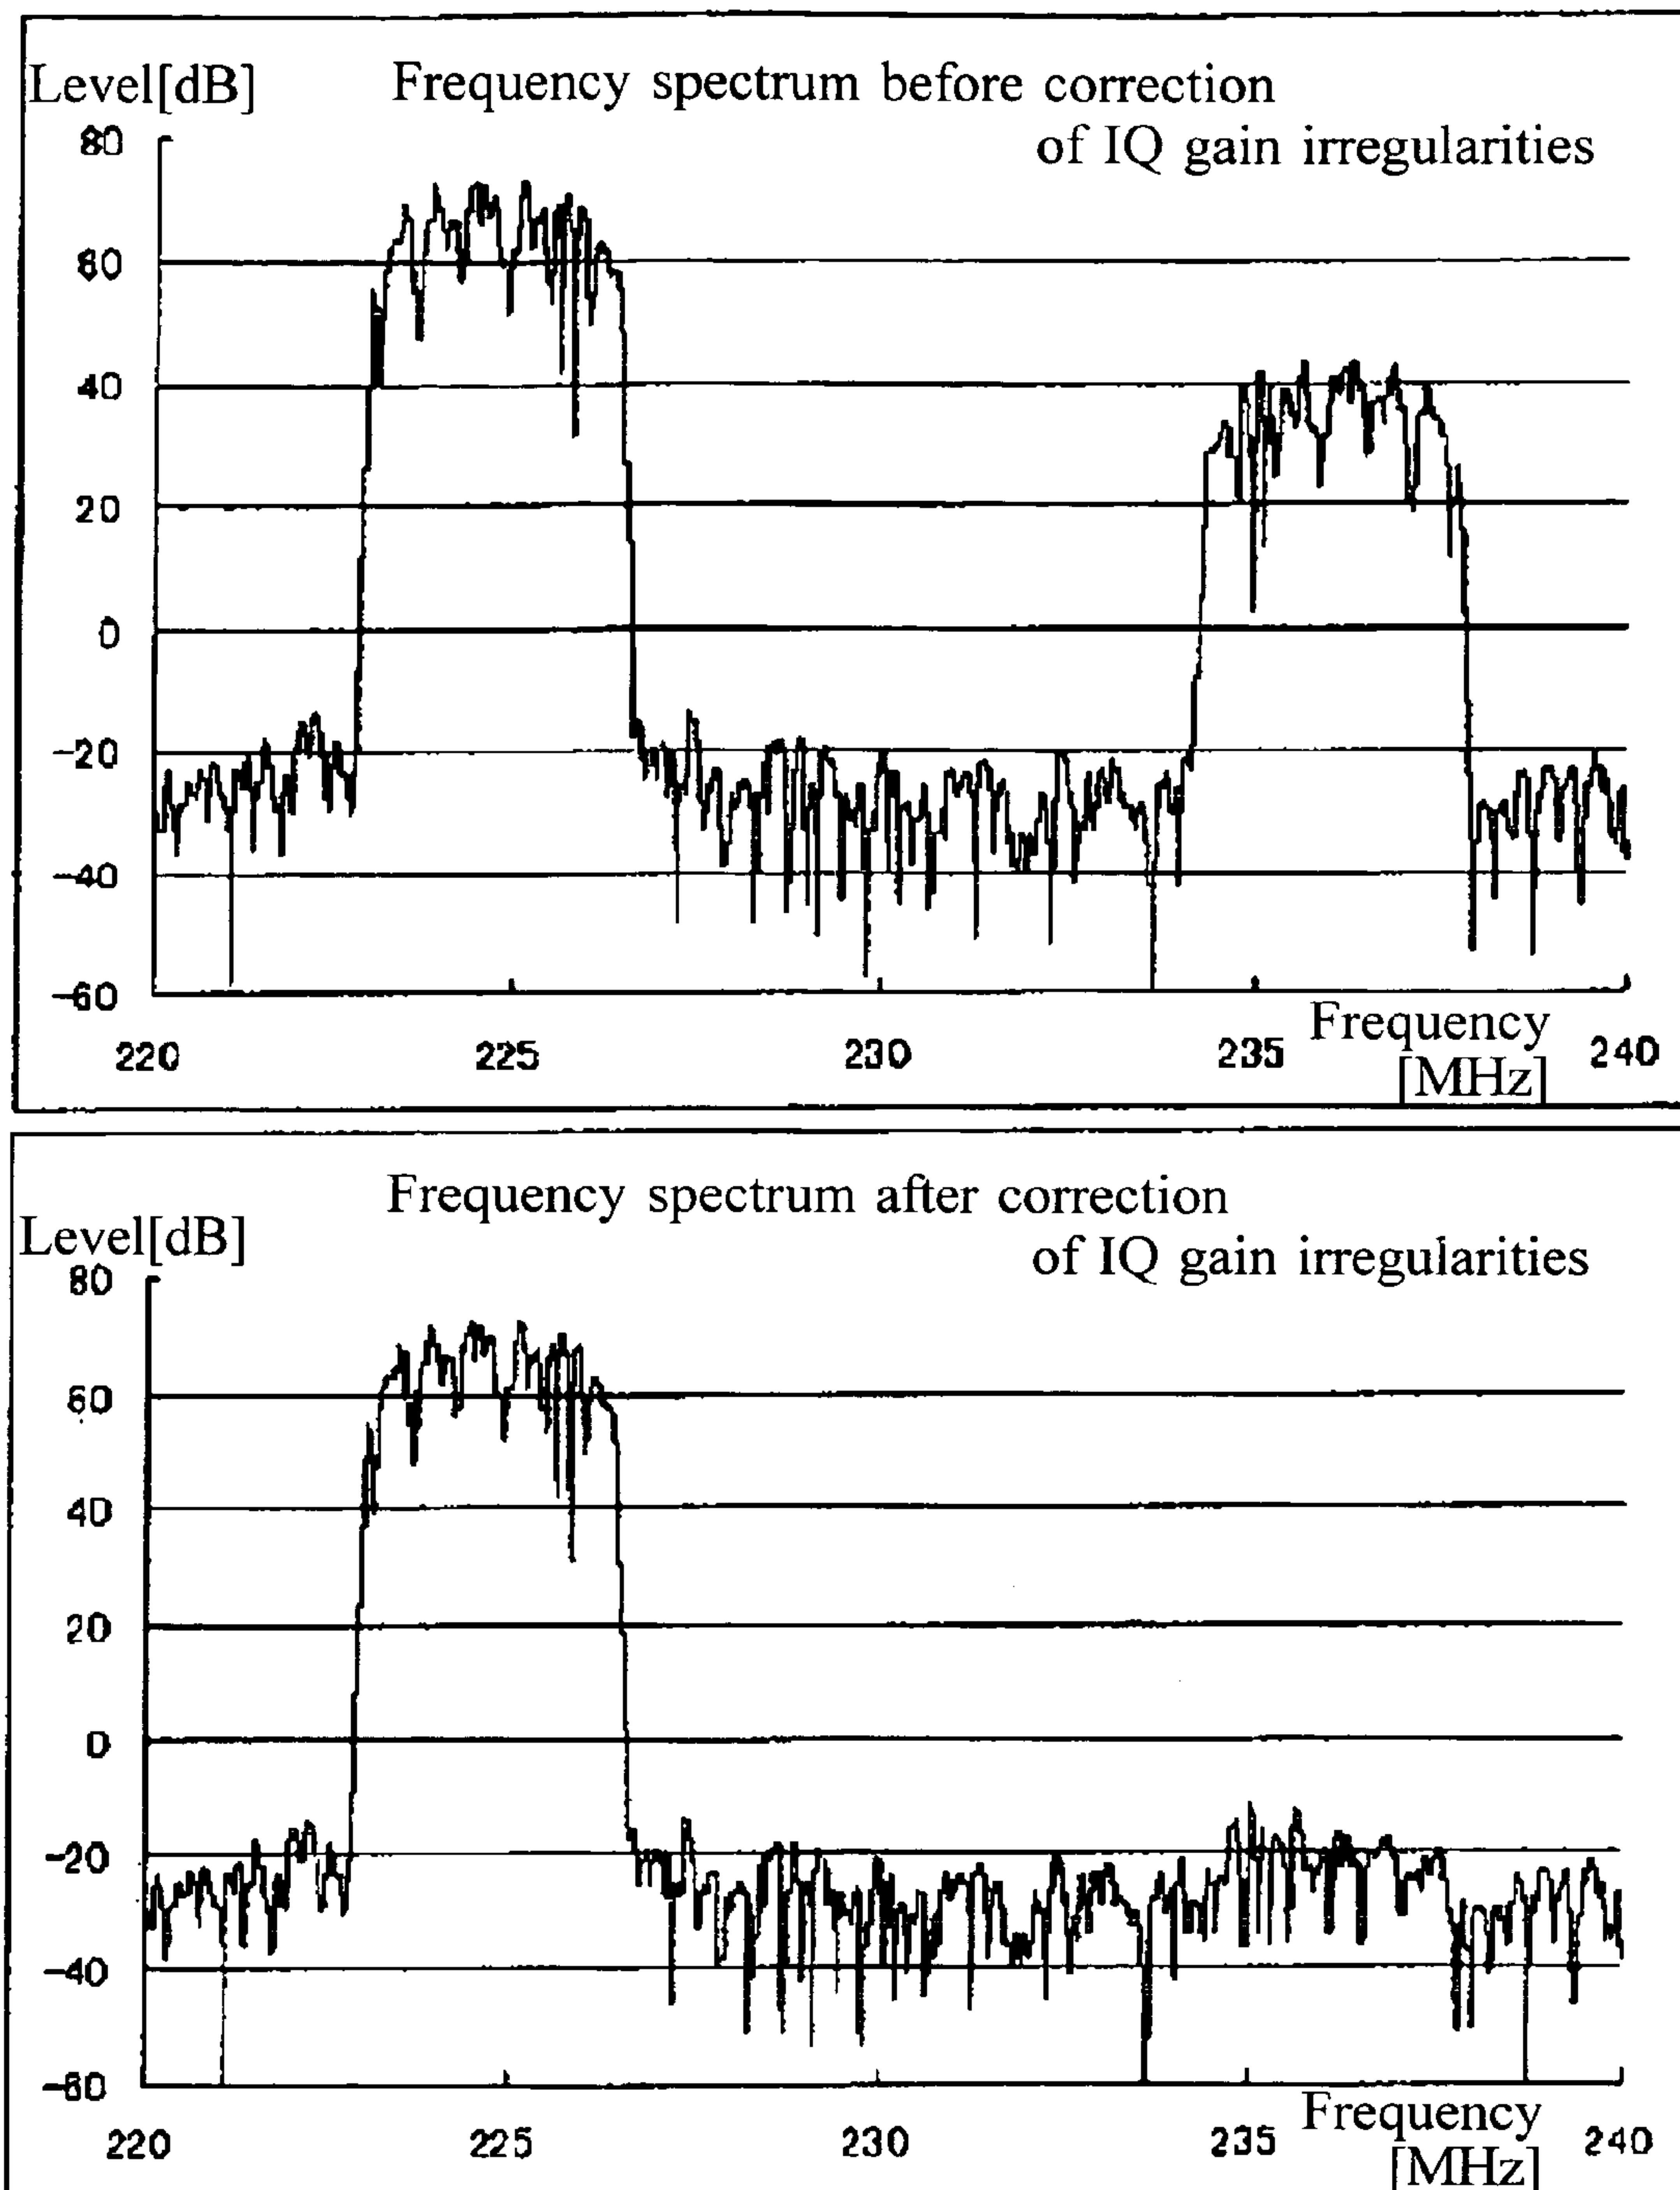 Level[dB]
Frequency spectrum before correction
of IQ gain irregularities
80
60
40
20
0
-20
-40
-60
220 225 230 235 240
Frequency
[MHz]
Frequency spectrum after correction
of IQ gain irregularities
Level[dB]
80
60
40
20
0
-20
-40
-60
220 225 230 235 240
Frequency
[MHz]